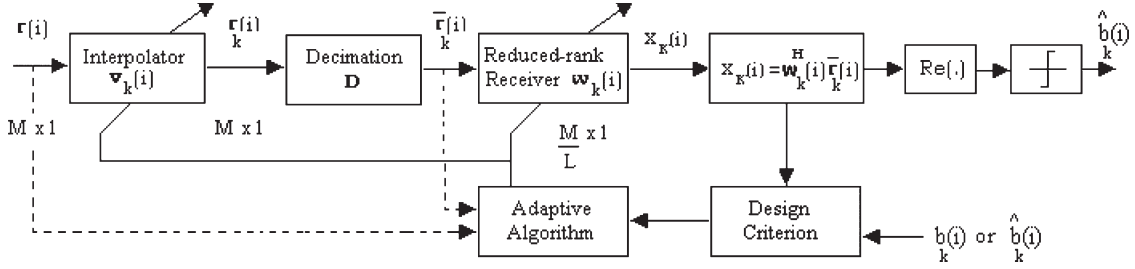 r(i)
Interpolator
v_k(i)
r_k(i)
Decimation
D
r̄_k(i)
Reduced-rank
Receiver w_k(i)
x_k(i)
x_k(i) = w_k^H(i) r̄_k(i)
Re(.)
b̂_k(i)
M x 1
M x 1
M/L x 1
Adaptive
Algorithm
Design
Criterion
b_k(i) or b̂_k(i)